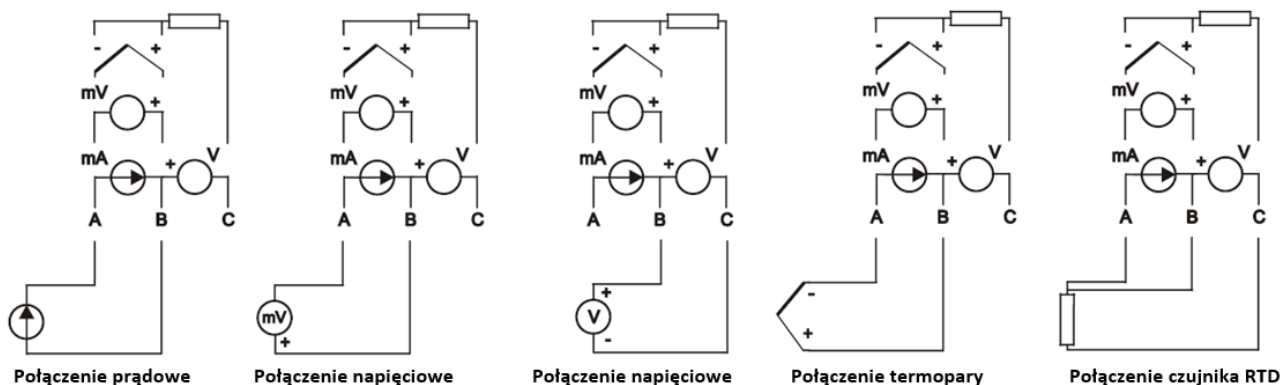 - + - + - + - + - +
mV + mV + mV + mV + mV +
mA + V mA + V mA + V mA + V mA + V
A B C A B C A B C A B C A B C
+ -
mV V
+ - +
Połączenie prądowe Połączenie napięciowe Połączenie napięciowe Połączenie termopary Połączenie czujnika RTD